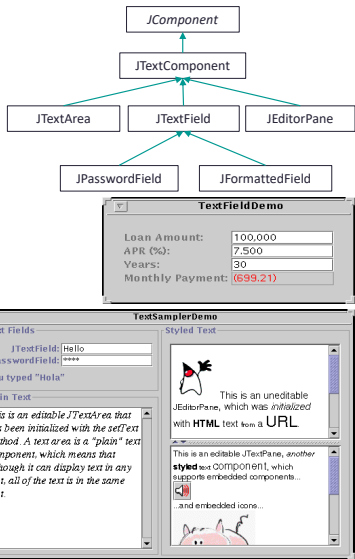 JComponent
JTextComponent
JTextArea
JTextField
JEditorPane
JPasswordField
JFormattedField
TextFieldDemo
Loan Amount: 100,000
APR (%): 7.500
Years: 30
Monthly Payment: (699.21)
TextSamplerDemo
Fields
JTextField: Hello
asswordField: ****
typed "Hola"
Text
is is an editable JTextArea that
been initialized with the setText
thod. A text area is a "plain" text
mponent, which means that
hough it can display text in any
t, all of the text is in the same
t.
Styled Text
This is an uneditable
JEditorPane, which was initialized
with HTML text from a URL.
This is an editable JTextPane, another
styled text component, which
supports embedded components...
...and embedded icons...